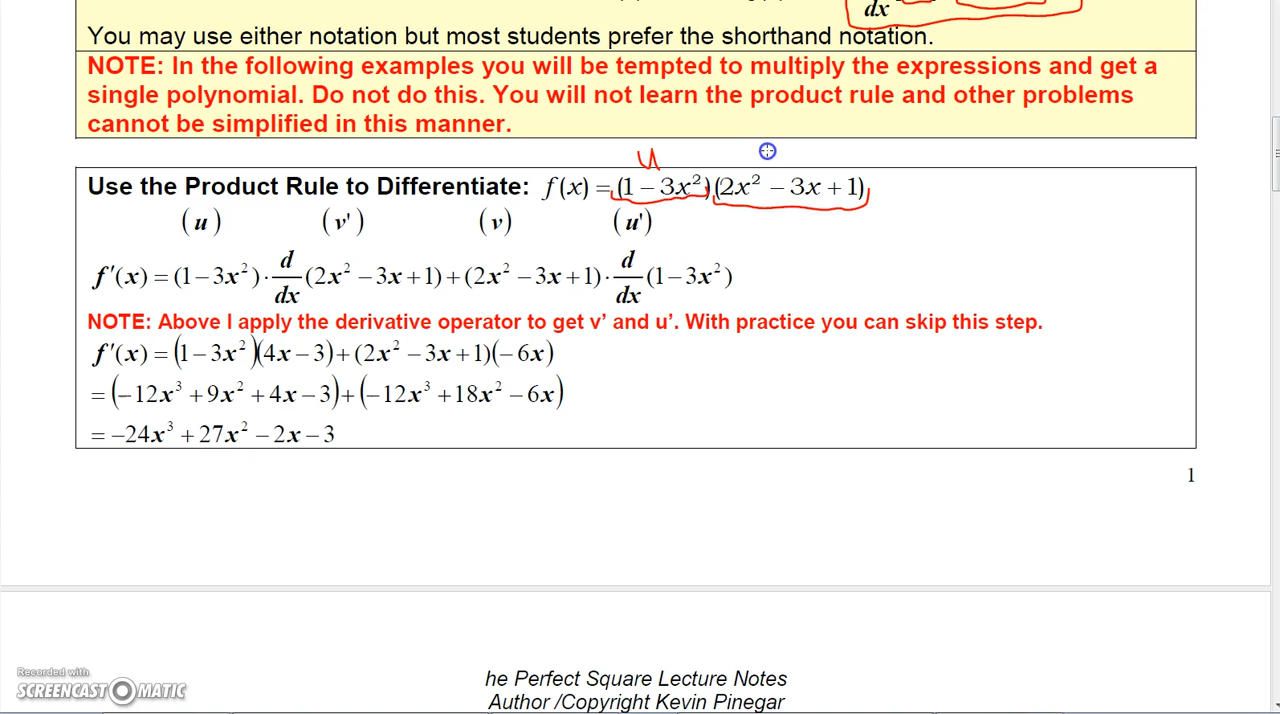 dx
You may use either notation but most students prefer the shorthand notation.
NOTE: In the following examples you will be tempted to multiply the expressions and get a
single polynomial. Do not do this. You will not learn the product rule and other problems
cannot be simplified in this manner.
u
Use the Product Rule to Differentiate: f(x) = (1 − 3x²)(2x² − 3x + 1)
(u) (v') (v) (u')
f'(x) = (1−3x²)· d/dx (2x² −3x+1)+(2x² −3x+1)· d/dx (1−3x²)
NOTE: Above I apply the derivative operator to get v’ and u’. With practice you can skip this step.
f'(x) = (1−3x²)(4x−3)+(2x² −3x+1)(−6x)
= (−12x³ +9x² +4x−3)+(−12x³ +18x² −6x)
= −24x³ +27x² −2x−3
1
he Perfect Square Lecture Notes
Author /Copyright Kevin Pinegar
Recorded with
SCREENCAST MATIC